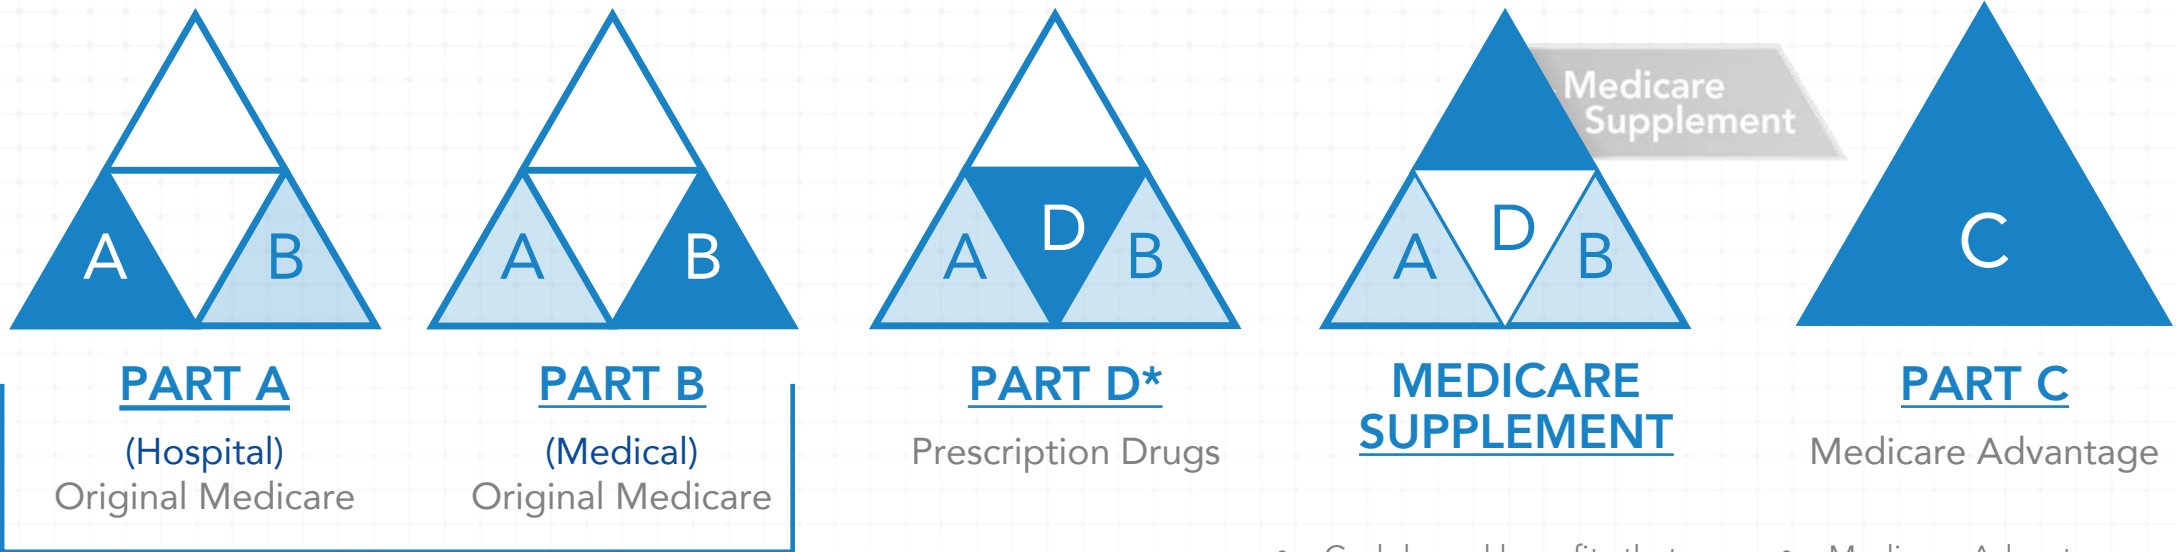 A
B
A
B
A
D
B
A
D
B
Medicare
Supplement
C
PART A
(Hospital)
Original Medicare
PART B
(Medical)
Original Medicare
PART D*
Prescription Drugs
MEDICARE
SUPPLEMENT
PART C
Medicare Advantage